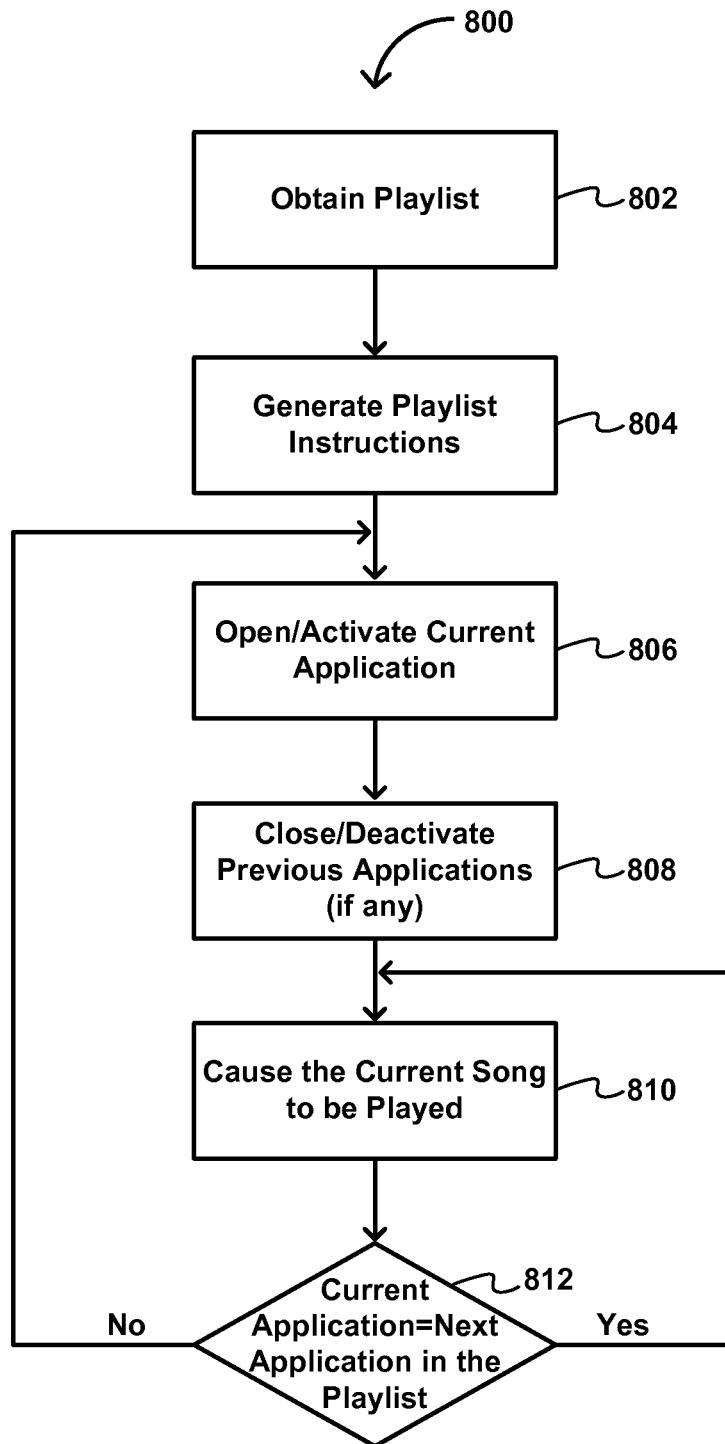 800
Obtain Playlist
802
Generate Playlist
Instructions
804
Open/Activate Current
Application
806
Close/Deactivate
Previous Applications
(if any)
808
Cause the Current Song
to be Played
810
812
Current
Application=Next
Application in the
Playlist
No
Yes